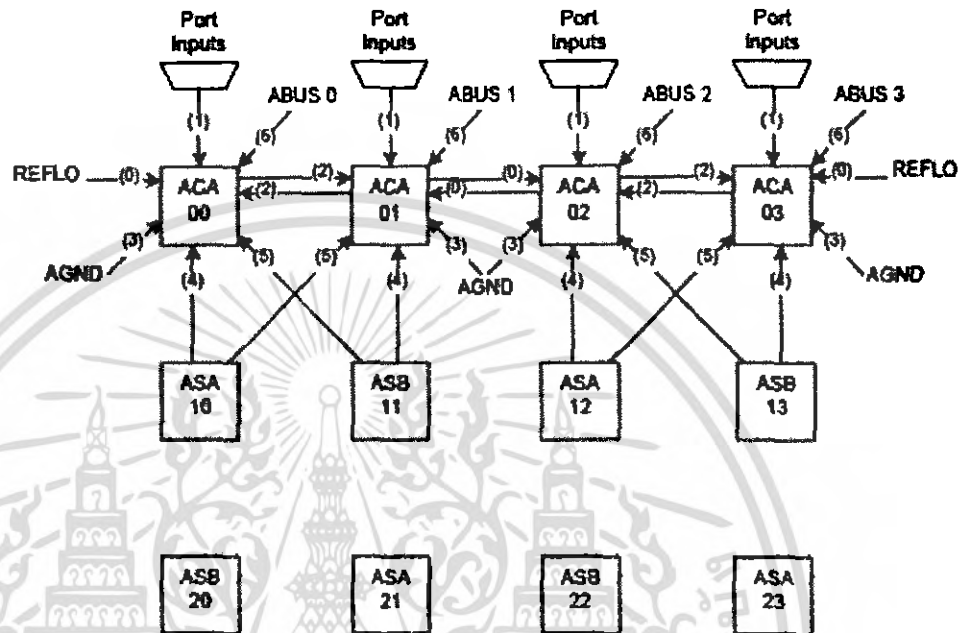 Port Inputs
Port Inputs
Port Inputs
Port Inputs
ABUS 0
ABUS 1
ABUS 2
ABUS 3
(1)
(1)
(1)
(1)
(6)
(6)
(6)
(6)
REFLO
(0)
ACA 00
(2)
(2)
ACA 01
(0)
(0)
ACA 02
(2)
(2)
ACA 03
(0)
REFLO
AGND
(3)
(3)
AGND
(3)
(3)
AGND
(4)
(5)
(5)
(4)
(4)
(5)
(5)
(4)
ASA 10
ASB 11
ASA 12
ASB 13
ASB 20
ASA 21
ASB 22
ASA 23